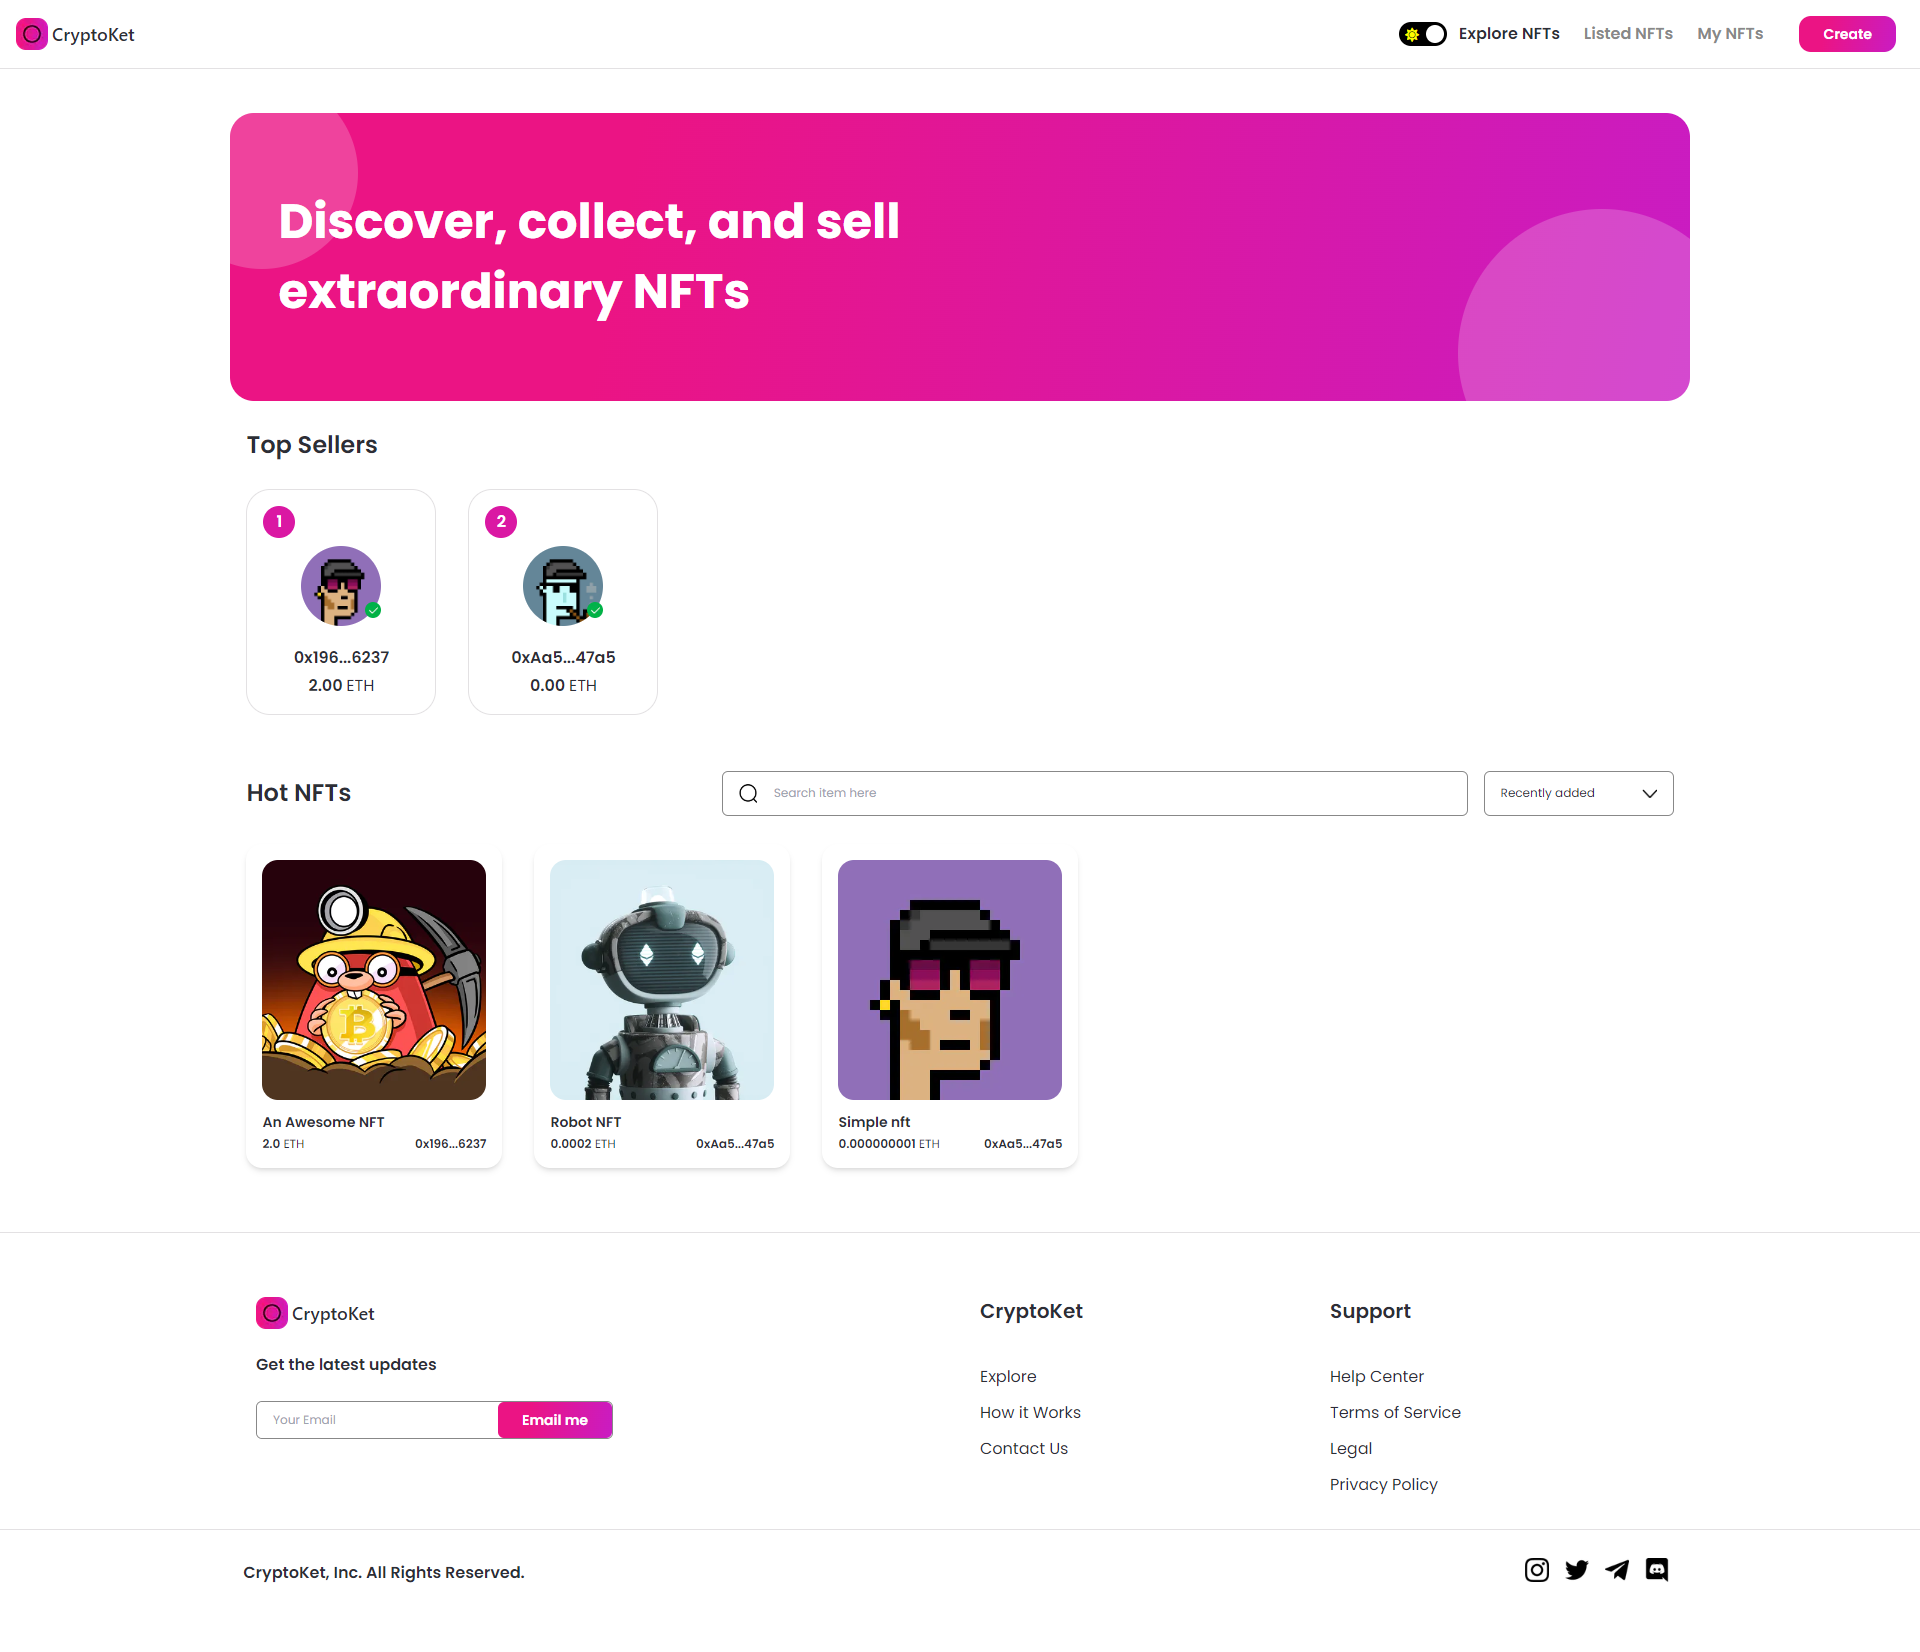 CryptoKet
Explore NFTs
Listed NFTs
My NFTs
Create
Discover, collect, and sell
extraordinary NFTs
Top Sellers
1
0x196...6237
2.00 ETH
2
0xAa5...47a5
0.00 ETH
Hot NFTs
Search item here
Recently added
An Awesome NFT
2.0 ETH
0x196...6237
Robot NFT
0.0002 ETH
0xAa5...47a5
Simple nft
0.000000001 ETH
0xAa5...47a5
CryptoKet
Get the latest updates
Your Email
Email me
CryptoKet
Explore
How it Works
Contact Us
Support
Help Center
Terms of Service
Legal
Privacy Policy
CryptoKet, Inc. All Rights Reserved.